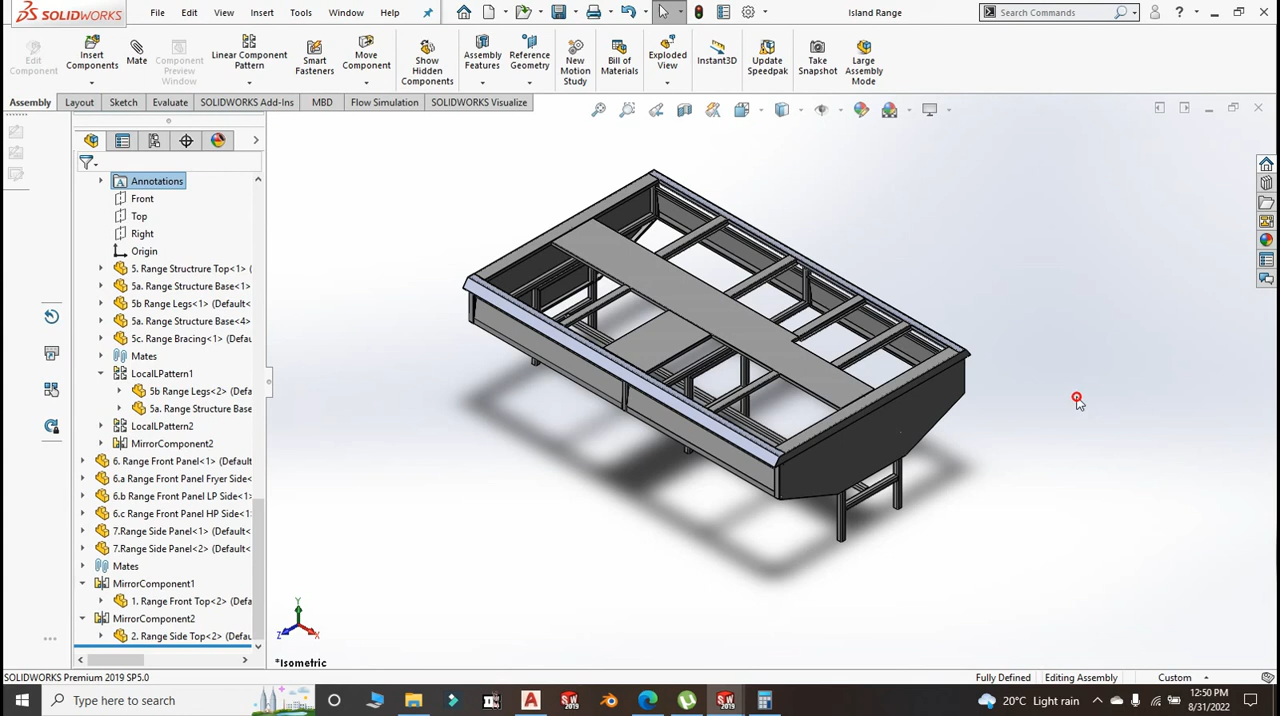 SOLIDWORKS File Edit View Insert Tools Window Help Island Range Search Commands ?
Edit Component
Insert Components
Mate
Component Preview Window
Linear Component Pattern
Smart Fasteners
Move Component
Show Hidden Components
Assembly Features
Reference Geometry
New Motion Study
Bill of Materials
Exploded View
Instant3D
Update Speedpak
Take Snapshot
Large Assembly Mode
Assembly Layout Sketch Evaluate SOLIDWORKS Add-Ins MBD Flow Simulation SOLIDWORKS Visualize
Annotations
Front
Top
Right
Origin
5. Range Structrure Top<1> (
5a. Range Structure Base<1>
5b Range Legs<1> (Default<
5a. Range Structure Base<4>
5c. Range Bracing<1> (Default<
Mates
LocalLPattern1
5b Range Legs<2> (Defa
5a. Range Structure Base
LocalLPattern2
MirrorComponent2
6. Range Front Panel<1> (Default
6.a Range Front Panel Fryer Side<1>
6.b Range Front Panel LP Side<1>
6.c Range Front Panel HP Side<1>
7.Range Side Panel<1> (Default<
7.Range Side Panel<2> (Default<
Mates
MirrorComponent1
1. Range Front Top<2> (Defa
MirrorComponent2
2. Range Side Top<2> (Defau
Y
Z
X
*Isometric
SOLIDWORKS Premium 2019 SP5.0 Fully Defined Editing Assembly Custom
Type here to search
SW 2019
A
SW 2019
20°C Light rain
12:50 PM
8/31/2022